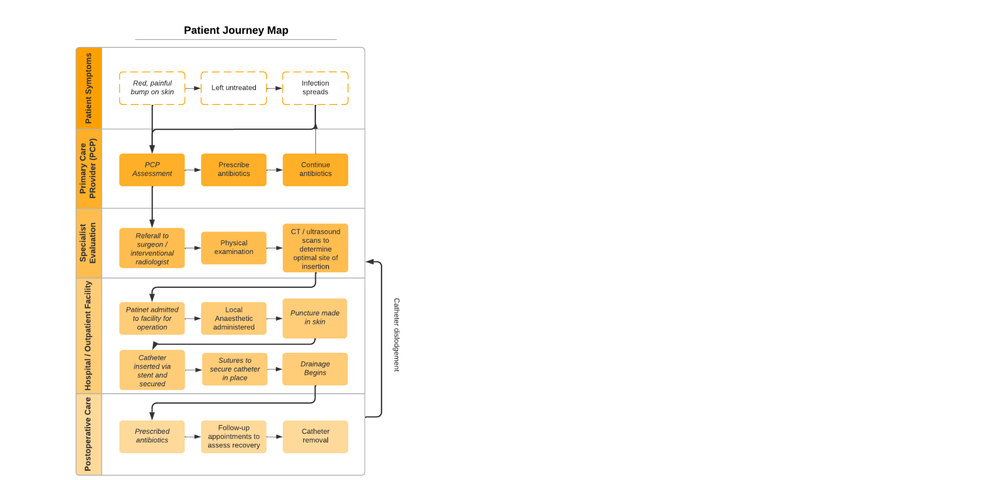 Patient Journey Map
Patient Symptoms
Red, painful
bump on skin
Left untreated
Infection
spreads
Primary Care
PRovider (PCP)
PCP
Assessment
Prescribe
antibiotics
Continue
antibiotics
Specialist
Evaluation
Referall to
surgeon /
interventional
radiologist
Physical
examination
CT / ultrasound
scans to
determine
optimal site of
insertion
Hospital / Outpatient Facility
Patinet admitted
to facility for
operation
Local
Anaesthetic
administered
Puncture made
in skin
Catheter
inserted via
stent and
secured
Sutures to
secure catheter
in place
Drainage
Begins
Catheter dislodgement
Postoperative Care
Prescribed
antibiotics
Follow-up
appointments to
assess recovery
Catheter
removal